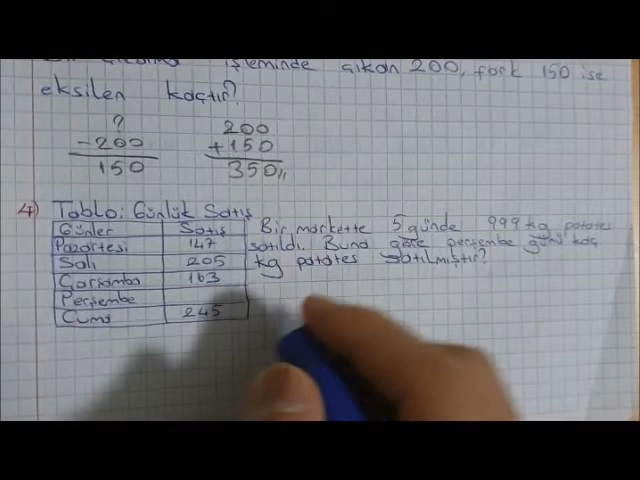 işleminde çıkan 200, fark 150 ise
eksilen kaçtır?
?
-200
150
200
+150
350,,
4) Tablo: Günlük Satış
Günler Satış
Pazartesi 147
Salı 205
Çarşamba 163
Perşembe
Cuma 245
Bir markette 5 günde 999 kg patates
satıldı. Buna göre perşembe günü kaç
kg patates satılmıştır?